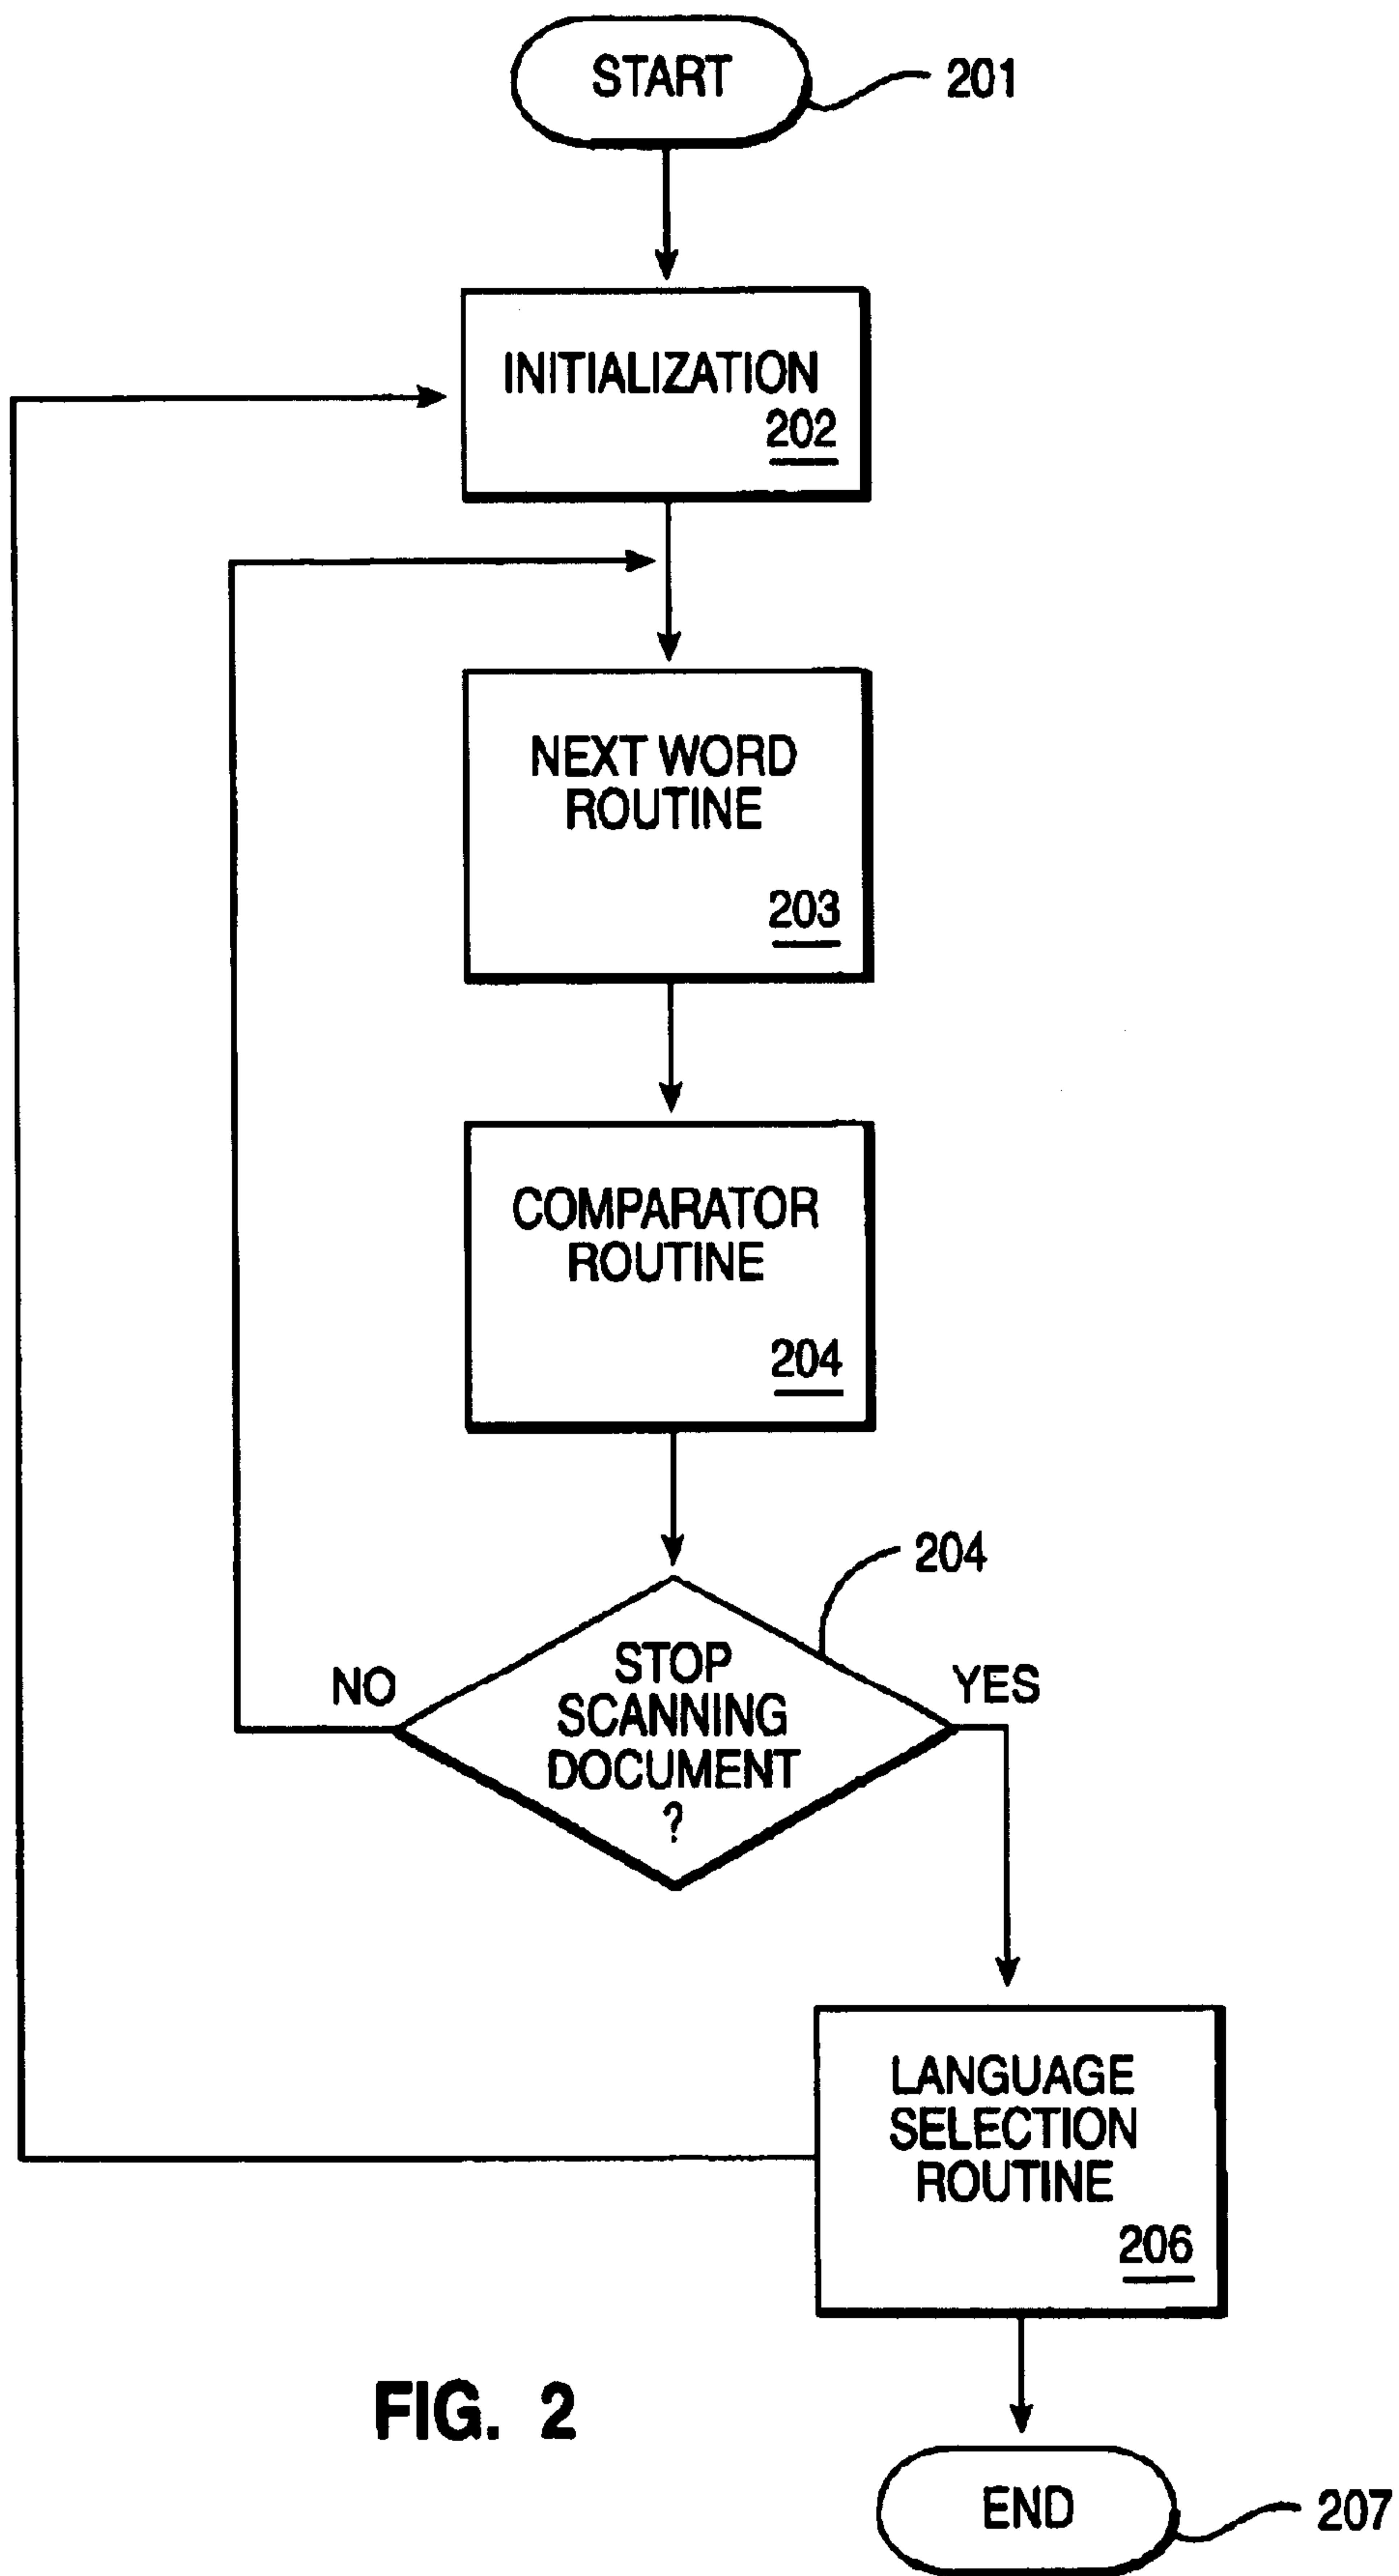 START
201
INITIALIZATION
202
NEXT WORD
ROUTINE
203
COMPARATOR
ROUTINE
204
204
STOP
SCANNING
DOCUMENT
?
NO
YES
LANGUAGE
SELECTION
ROUTINE
206
END
207
FIG. 2